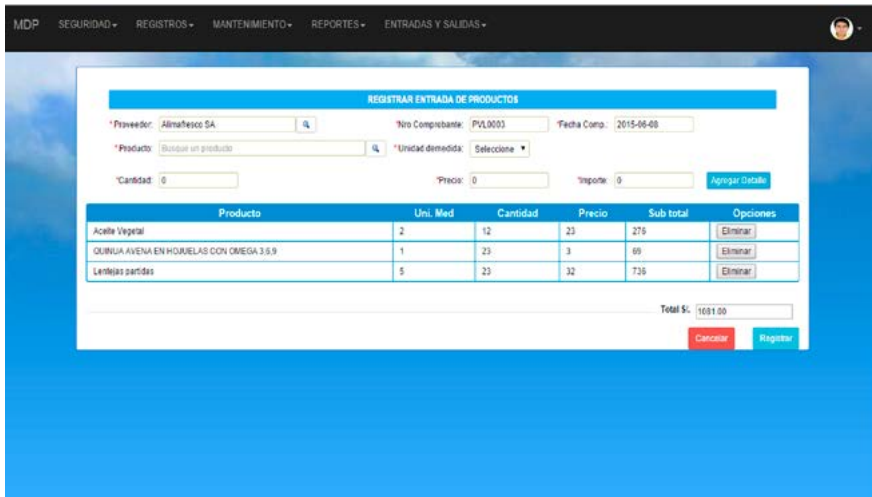 MDP SEGURIDAD REGISTROS MANTENIMIENTO REPORTES ENTRADAS Y SALIDAS
REGISTRAR ENTRADA DE PRODUCTOS
*Proveedor: Alimafresco SA *Nro Comprobante: PVL0003 *Fecha Comp.: 2015-06-08
*Producto: Busque un producto *Unidad demedida: Seleccione
*Cantidad: 0 *Precio: 0 *Importe: 0 Agregar Detalle
Producto Uni. Med Cantidad Precio Sub total Opciones
Aceite Vegetal 2 12 23 276 Eliminar
QUINUA AVENA EN HOJUELAS CON OMEGA 3,6,9 1 23 3 69 Eliminar
Lentejas partidas 5 23 32 736 Eliminar
Total S/. 1081.00
Cancelar Registrar